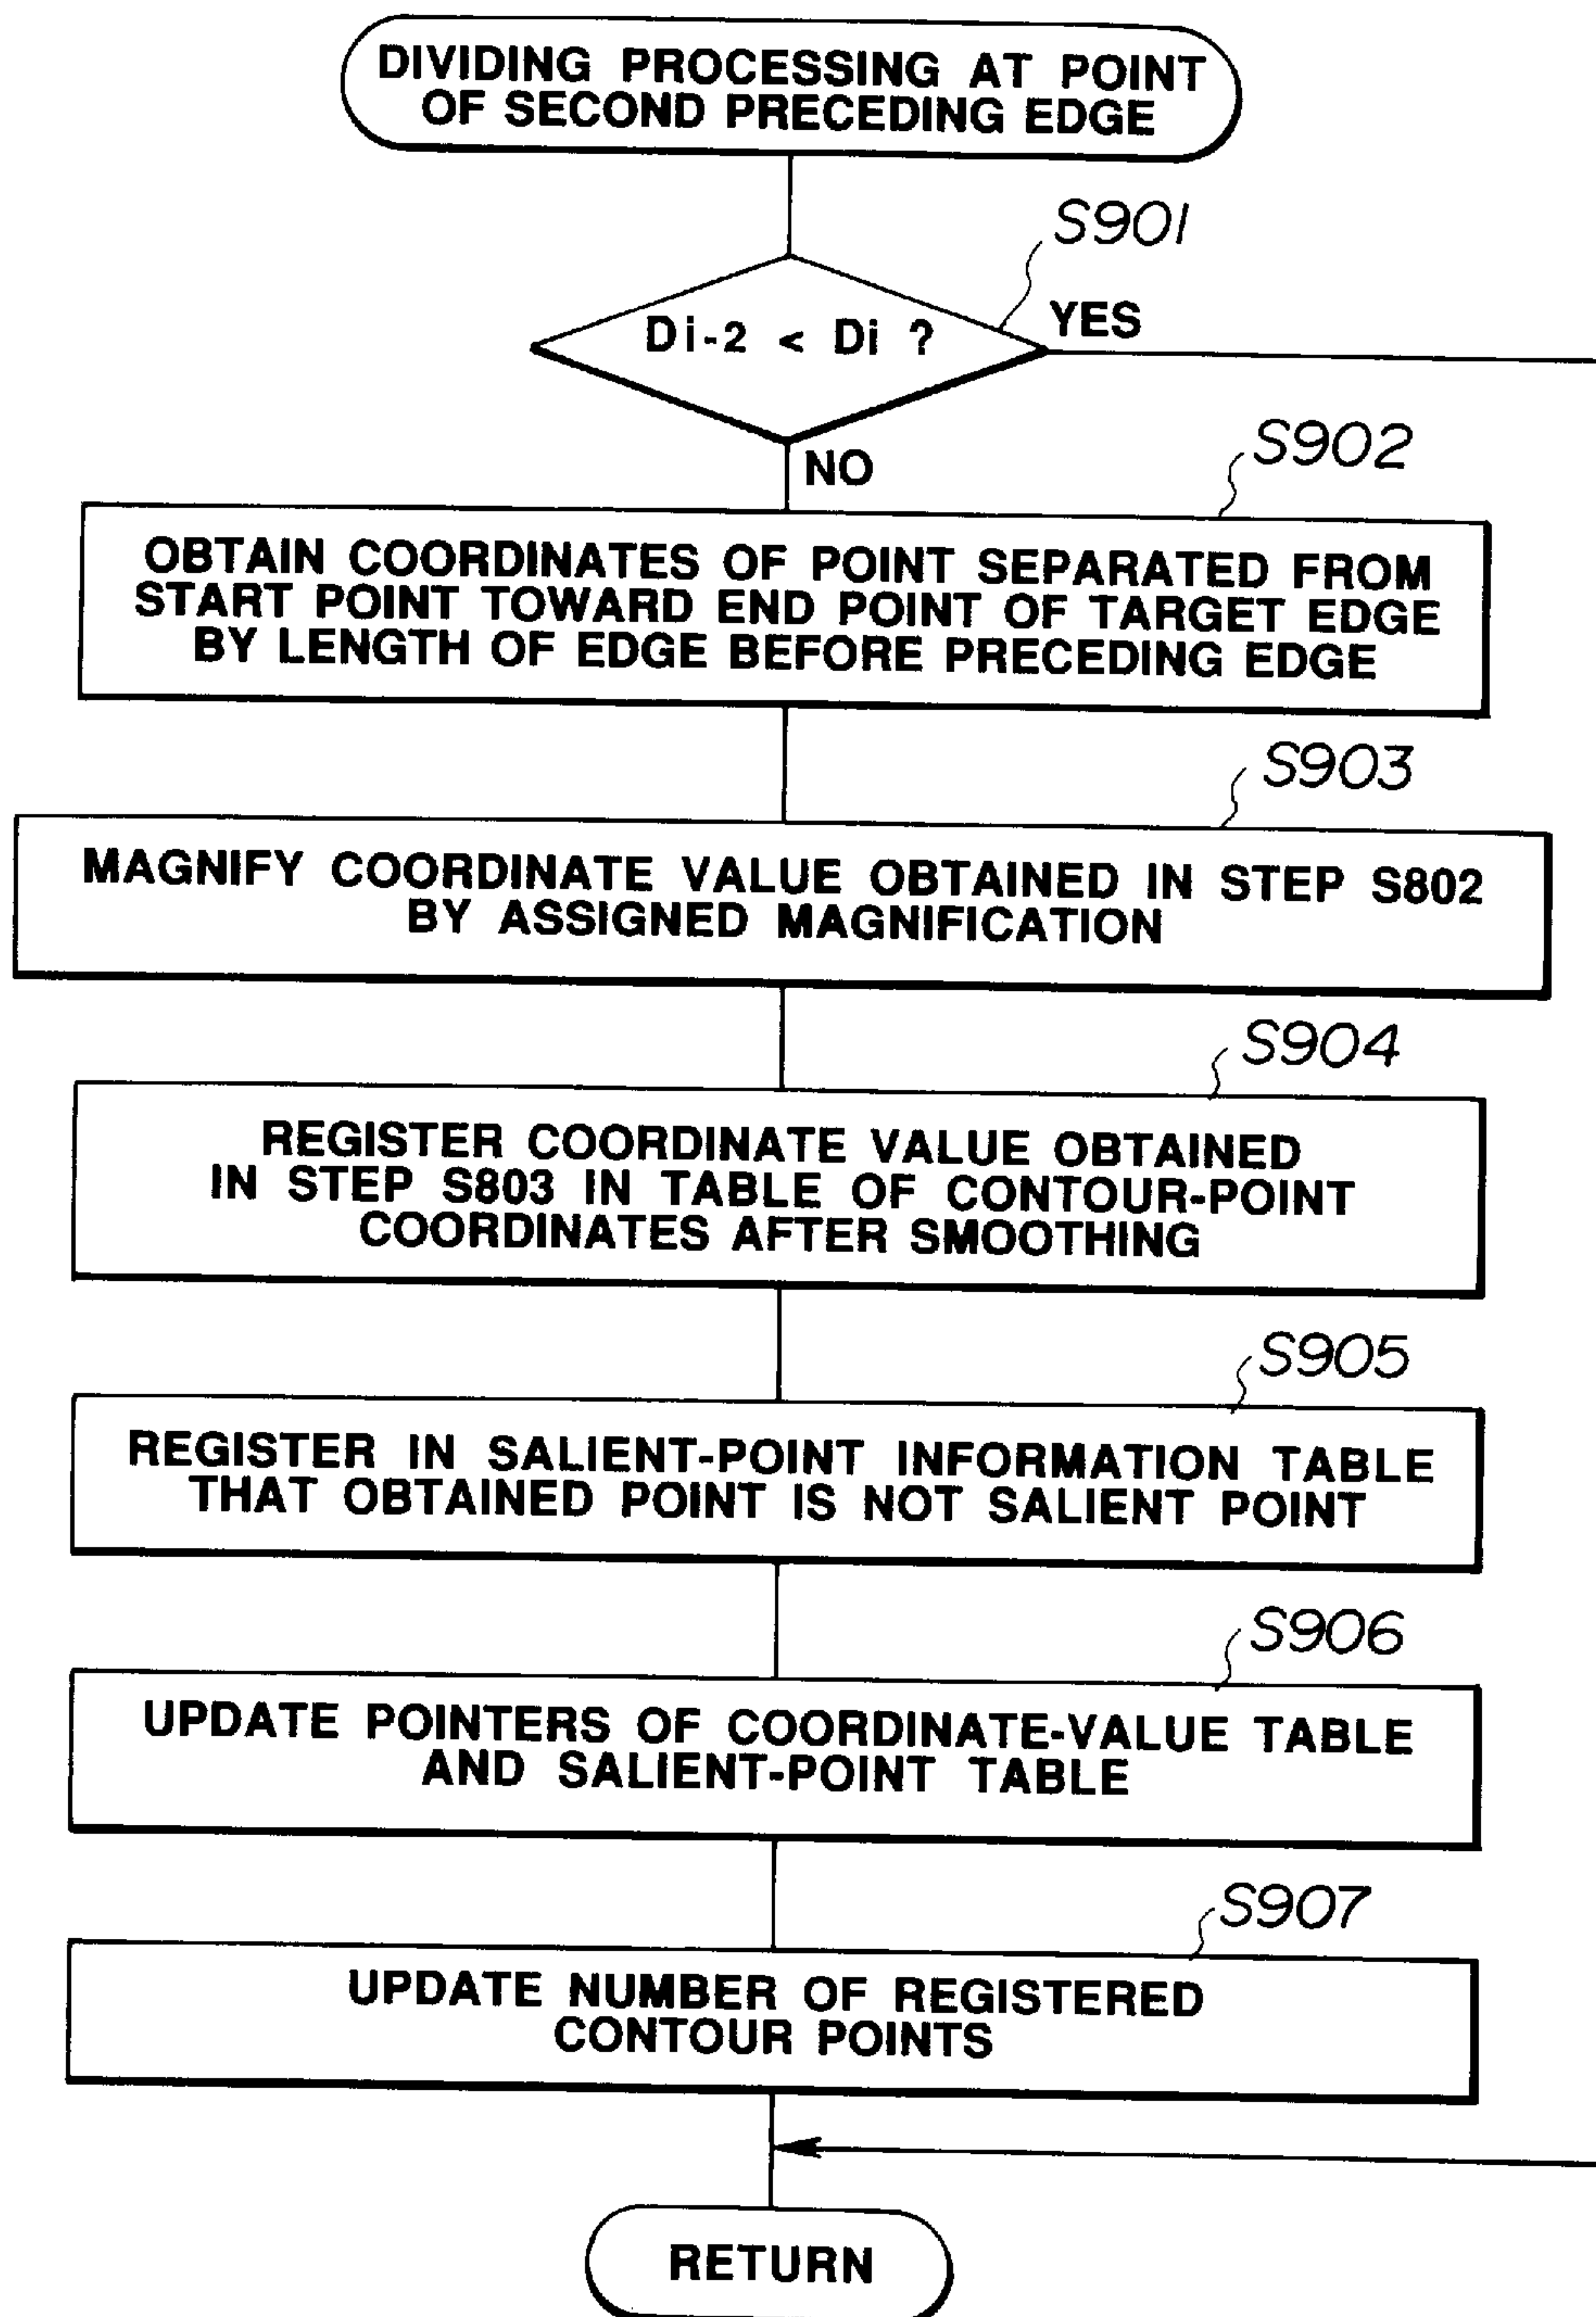 DIVIDING PROCESSING AT POINT
OF SECOND PRECEDING EDGE
S901
Di-2 < Di ?
YES
NO
S902
OBTAIN COORDINATES OF POINT SEPARATED FROM
START POINT TOWARD END POINT OF TARGET EDGE
BY LENGTH OF EDGE BEFORE PRECEDING EDGE
S903
MAGNIFY COORDINATE VALUE OBTAINED IN STEP S802
BY ASSIGNED MAGNIFICATION
S904
REGISTER COORDINATE VALUE OBTAINED
IN STEP S803 IN TABLE OF CONTOUR-POINT
COORDINATES AFTER SMOOTHING
S905
REGISTER IN SALIENT-POINT INFORMATION TABLE
THAT OBTAINED POINT IS NOT SALIENT POINT
S906
UPDATE POINTERS OF COORDINATE-VALUE TABLE
AND SALIENT-POINT TABLE
S907
UPDATE NUMBER OF REGISTERED
CONTOUR POINTS
RETURN